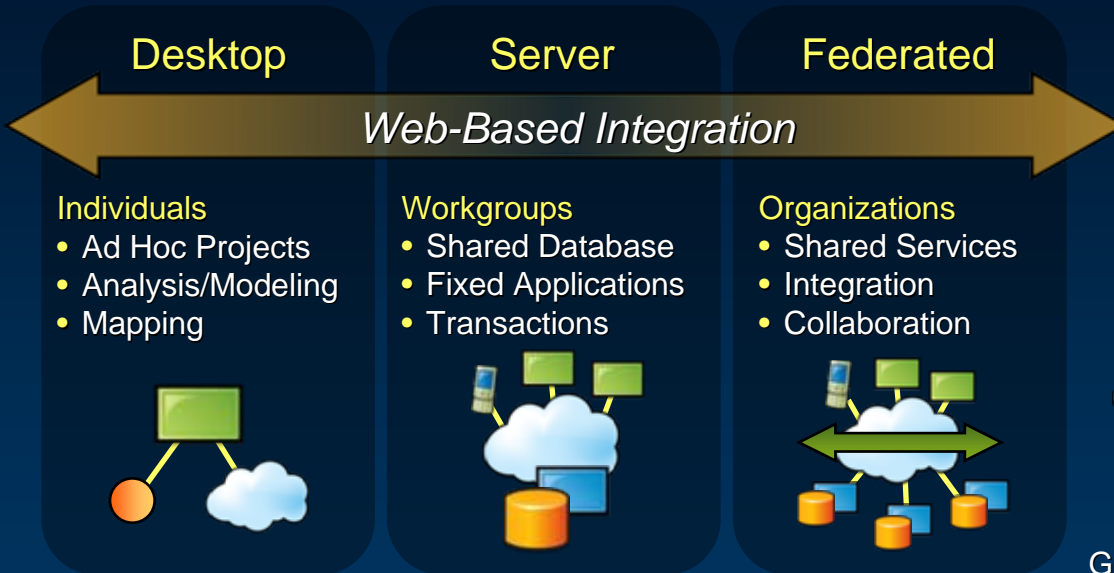 Desktop
Server
Federated
Web-Based Integration
Individuals
• Ad Hoc Projects
• Analysis/Modeling
• Mapping
Workgroups
• Shared Database
• Fixed Applications
• Transactions
Organizations
• Shared Services
• Integration
• Collaboration
G